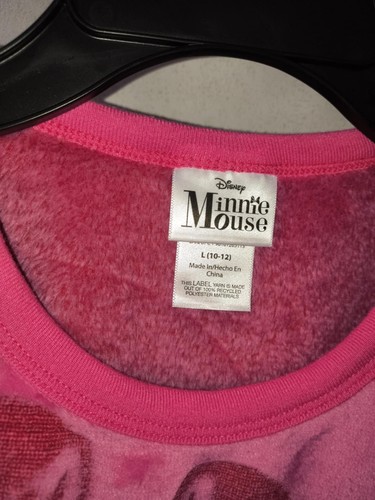 Disney
Minnie
Mouse
L (10-12)
Made In/Hecho En
China
THIS LABEL YARN IS MADE
OUT OF 100% RECYCLED
POLYESTER MATERIALS